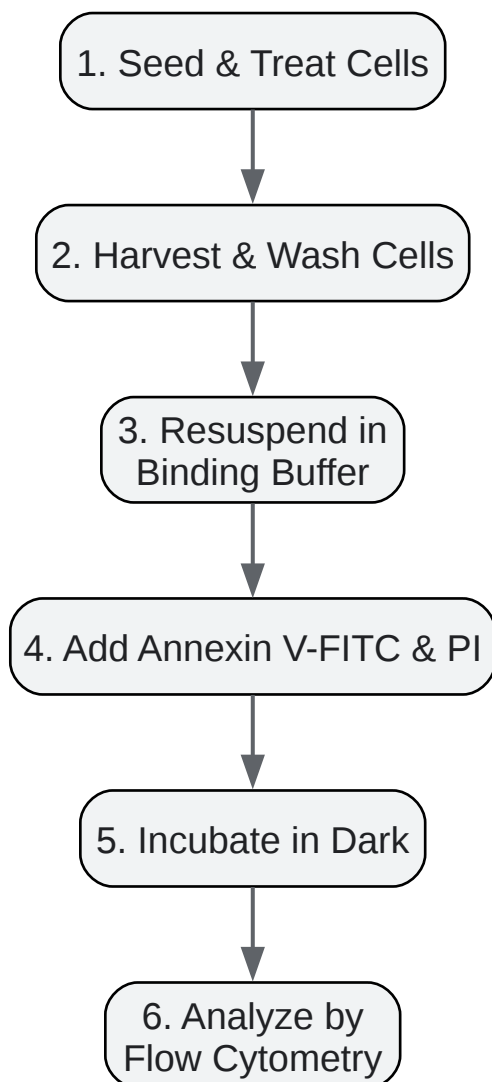 1. Seed & Treat Cells
2. Harvest & Wash Cells
3. Resuspend in
Binding Buffer
4. Add Annexin V-FITC & PI
5. Incubate in Dark
6. Analyze by
Flow Cytometry